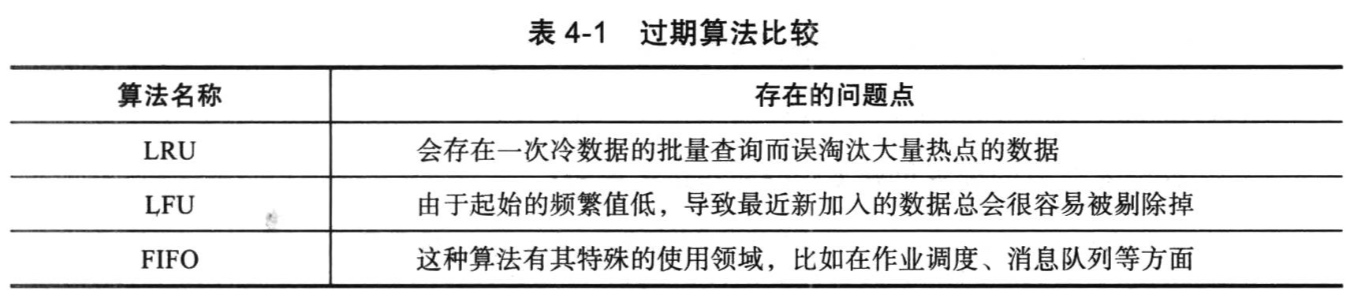 表 4-1 过期算法比较
算法名称 存在的问题点
LRU 会存在一次冷数据的批量查询而误淘汰大量热点的数据
LFU 由于起始的频繁值低，导致最近新加入的数据总会很容易被剔除掉
FIFO 这种算法有其特殊的使用领域，比如在作业调度、消息队列等方面